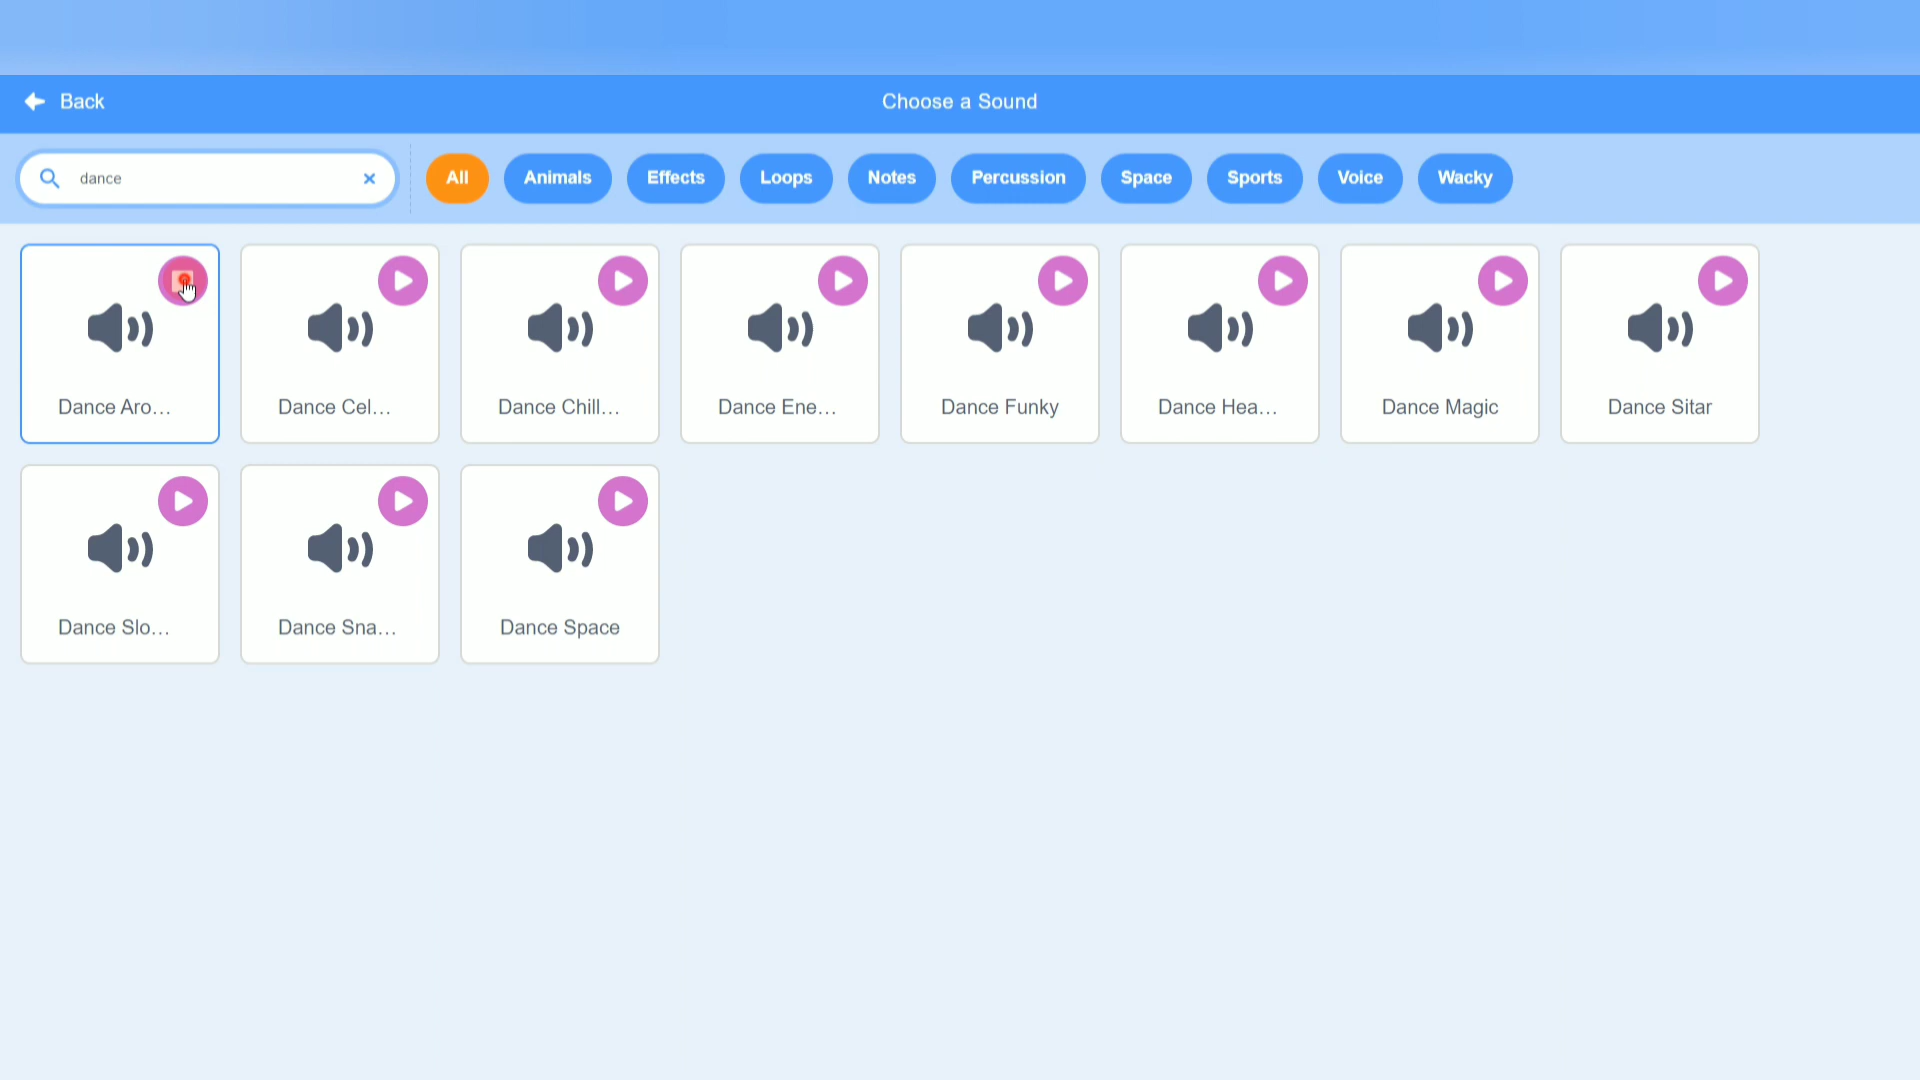 Back
Choose a Sound
dance
All
Animals
Effects
Loops
Notes
Percussion
Space
Sports
Voice
Wacky
Dance Aro...
Dance Cel...
Dance Chill...
Dance Ene...
Dance Funky
Dance Hea...
Dance Magic
Dance Sitar
Dance Slo...
Dance Sna...
Dance Space